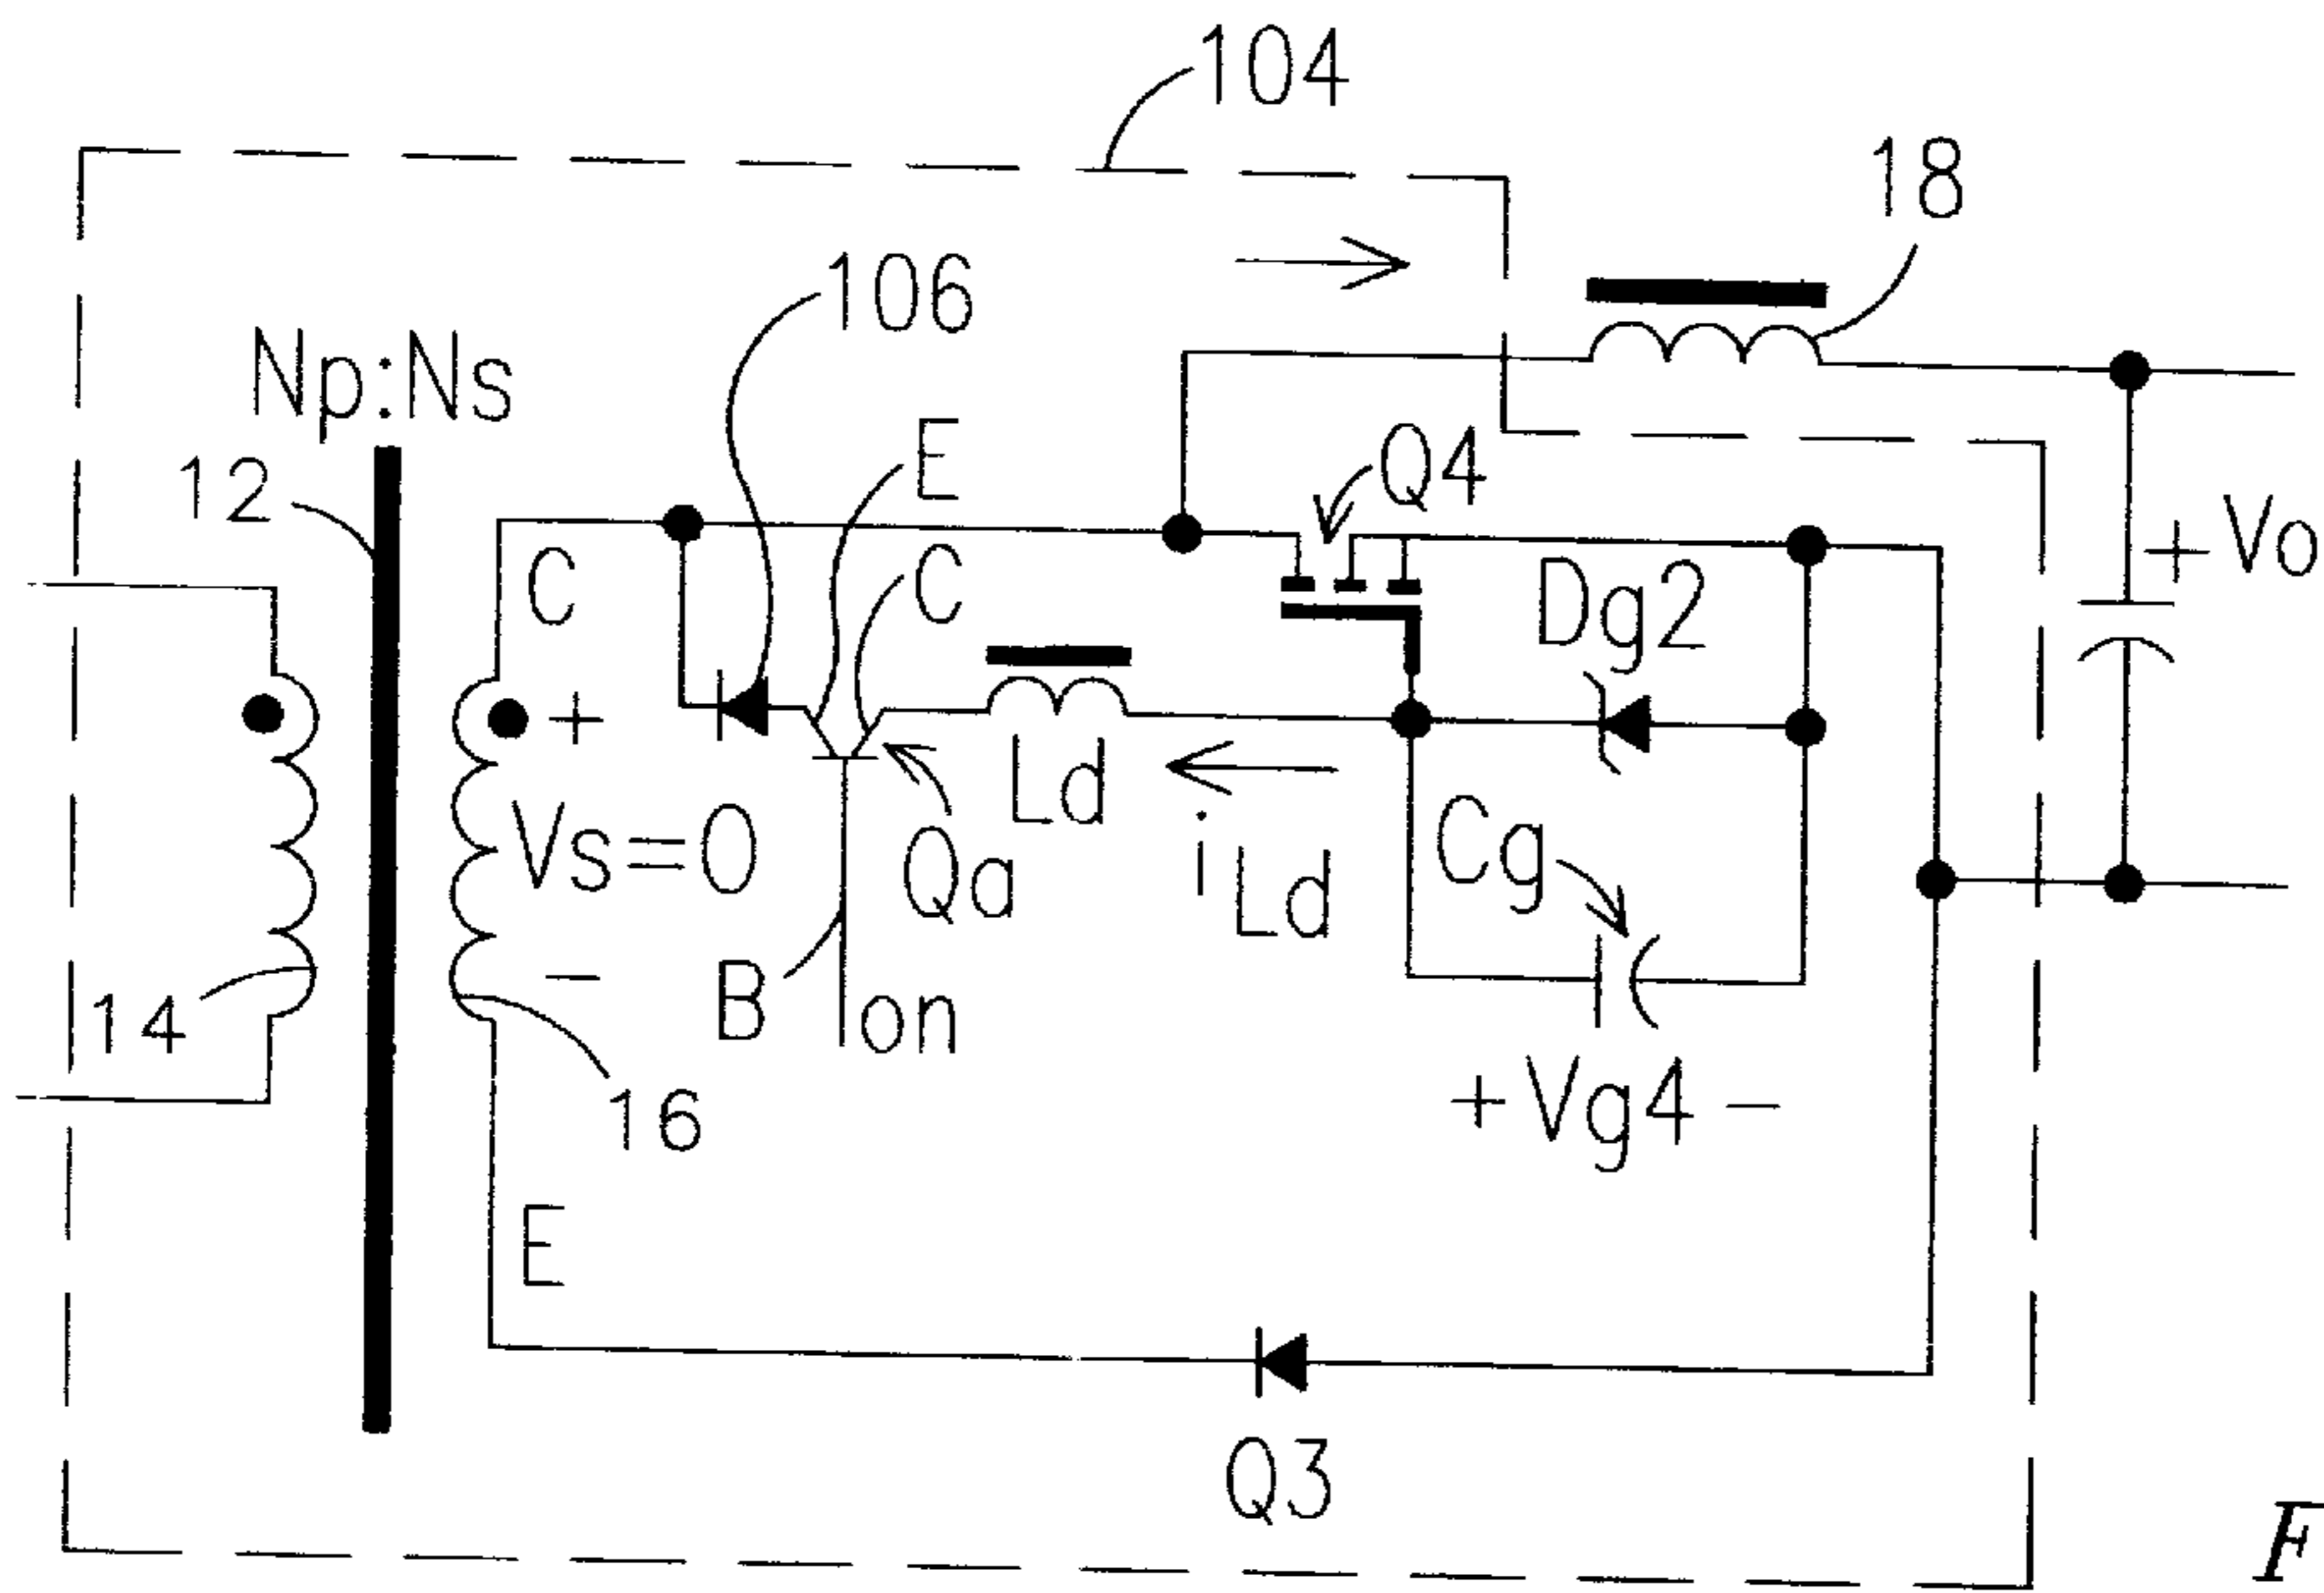 104
18
106
Np:Ns
E
Q4
12
+Vo
C
C
Dg2
+
Ld
Vs=0
Qa
iLd
Cg
-
B
on
14
16
+Vg4-
E
Q3
F